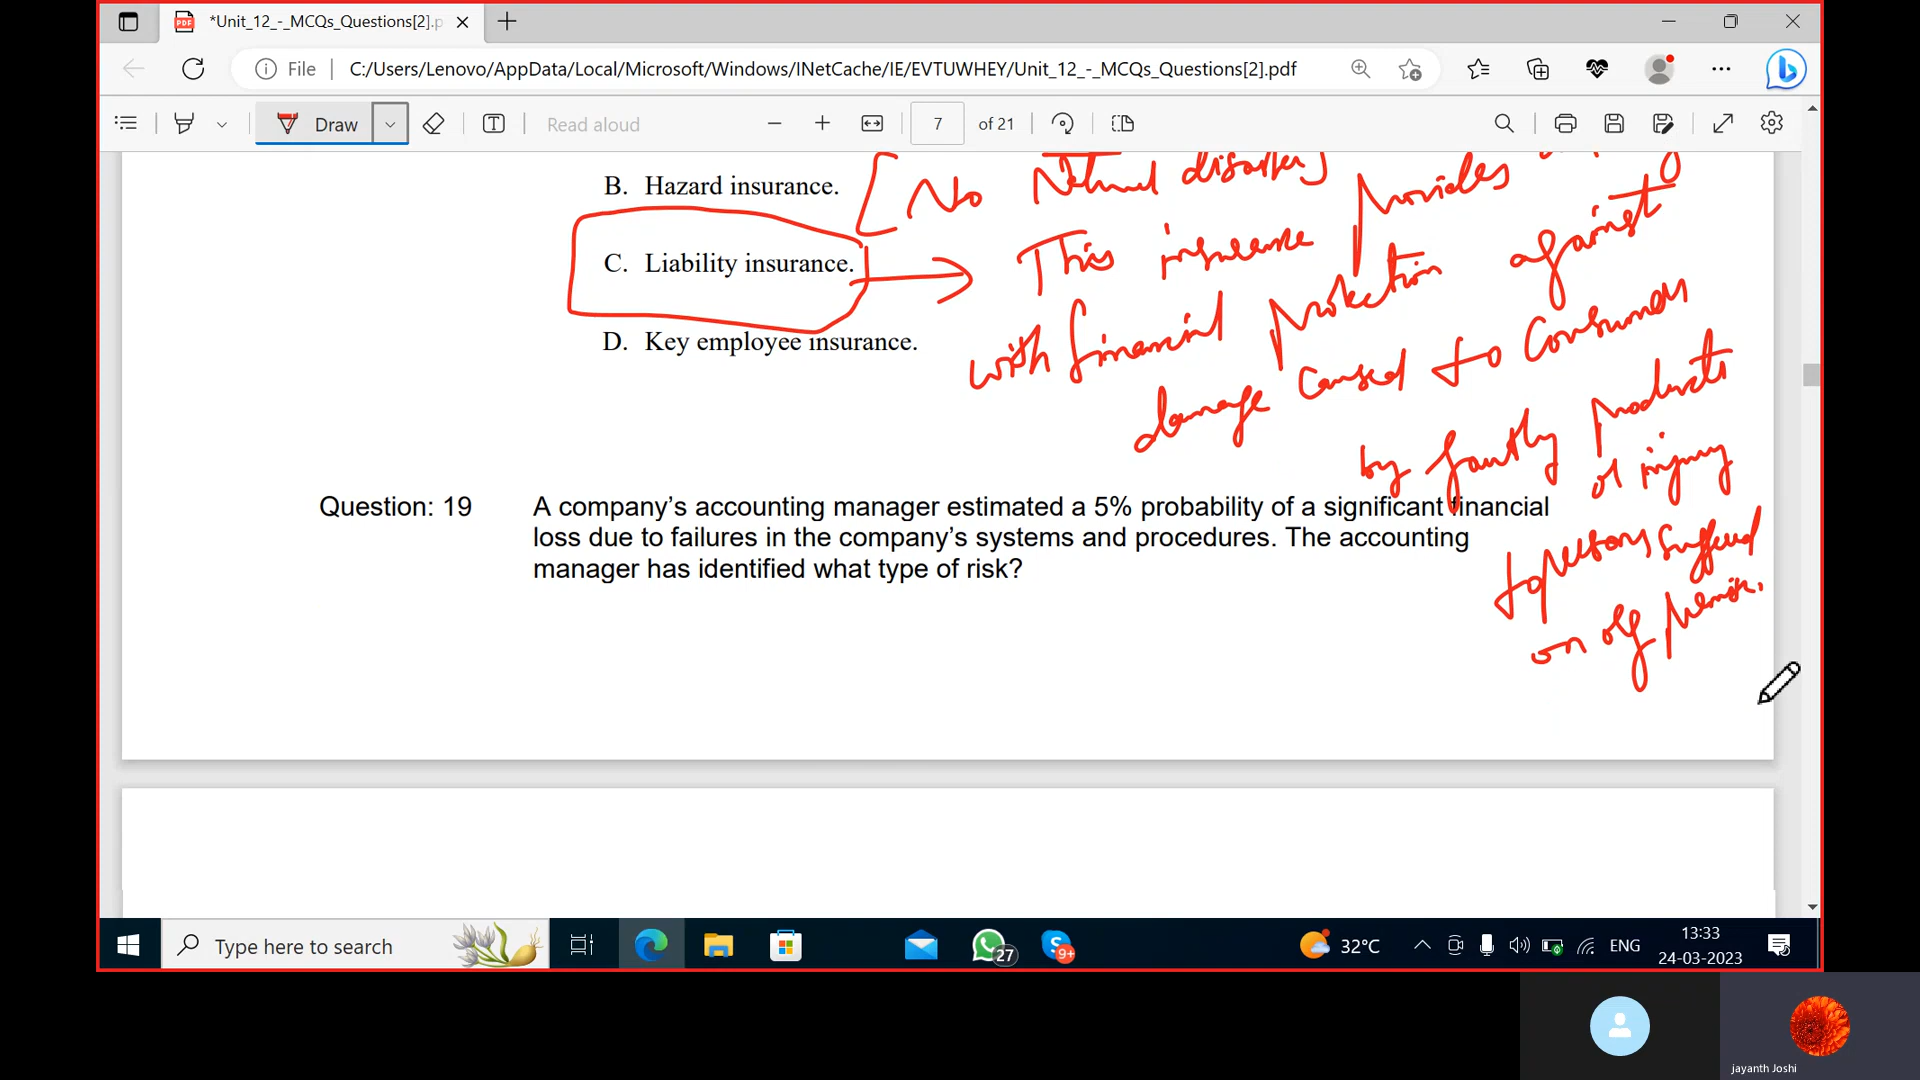 *Unit_12_-_MCQs_Questions[2].p
File
C:/Users/Lenovo/AppData/Local/Microsoft/Windows/INetCache/IE/EVTUWHEY/Unit_12_-_MCQs_Questions[2].pdf
Draw
Read aloud
7
of 21
B. Hazard insurance.
[No Natural disaster]
C. Liability insurance.
This insurance Provides
with financial Protection against
damage caused to Consumers
by faulty Products
or injury
to persons suffered
on
D. Key employee insurance.
Question: 19
A company’s accounting manager estimated a 5% probability of a significant financial
loss due to failures in the company’s systems and procedures. The accounting
manager has identified what type of risk?
Type here to search
27
9+
32°C
ENG
13:33
24-03-2023
jayanth Joshi